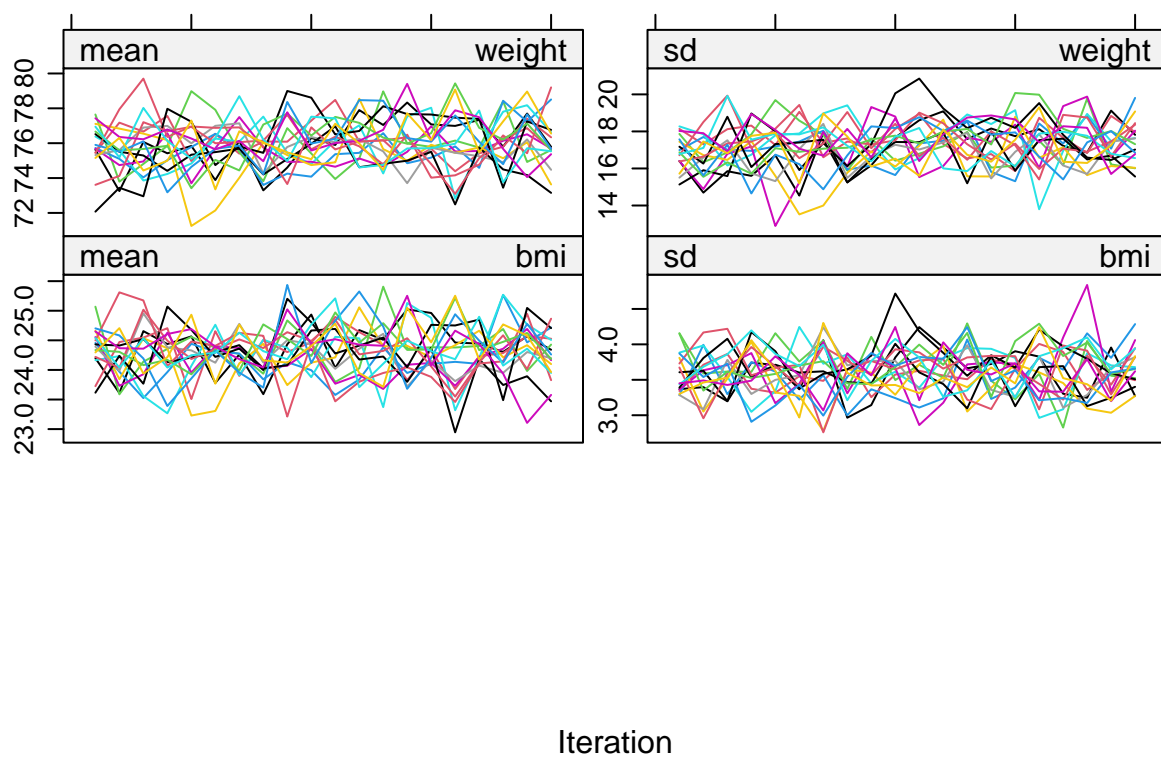 mean weight
sd weight
72 74 76 78 80
14 16 18 20
mean bmi
sd bmi
23.0 24.0 25.0
3.0 4.0
Iteration